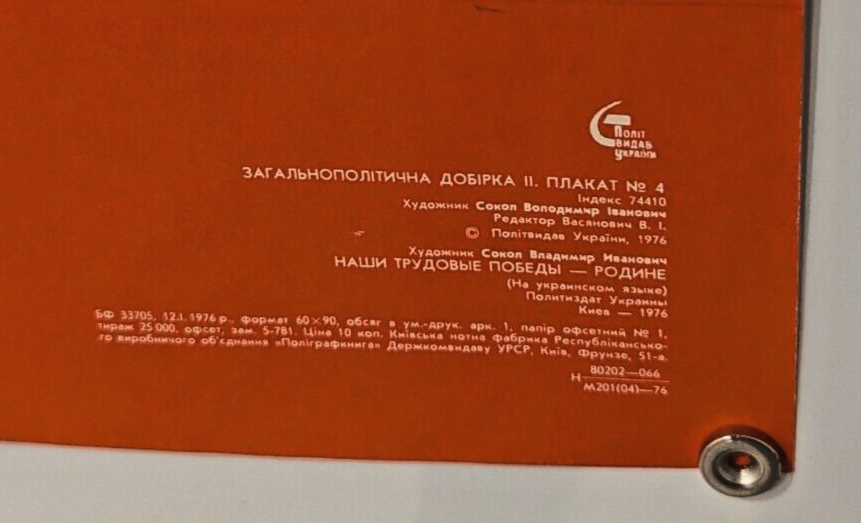 Політ
видав
україни
ЗАГАЛЬНОПОЛІТИЧНА ДОБІРКА II. ПЛАКАТ № 4
Індекс 74410
Художник Сокол Володимир Іванович
Редактор Васянович В. І.
© Політвидав України, 1976
Художник Сокол Владимир Иванович
НАШИ ТРУДОВЫЕ ПОБЕДЫ — РОДИНЕ
(На украинском языке)
Политиздат Украины
Киев — 1976
БФ 33705, 12.I.1976 р., формат 60×90, обсяг в ум.-друк. арк. 1, папір офсетний № 1,
тираж 25 000, офсет, зам. 5-781. Ціна 10 коп. Київська нотна фабрика Республікансько-
го виробничого об'єднання «Поліграфкнига» Держкомвидаву УРСР, Київ, Фрунзе, 51-а.
80202—066
Н
М201(04)—76